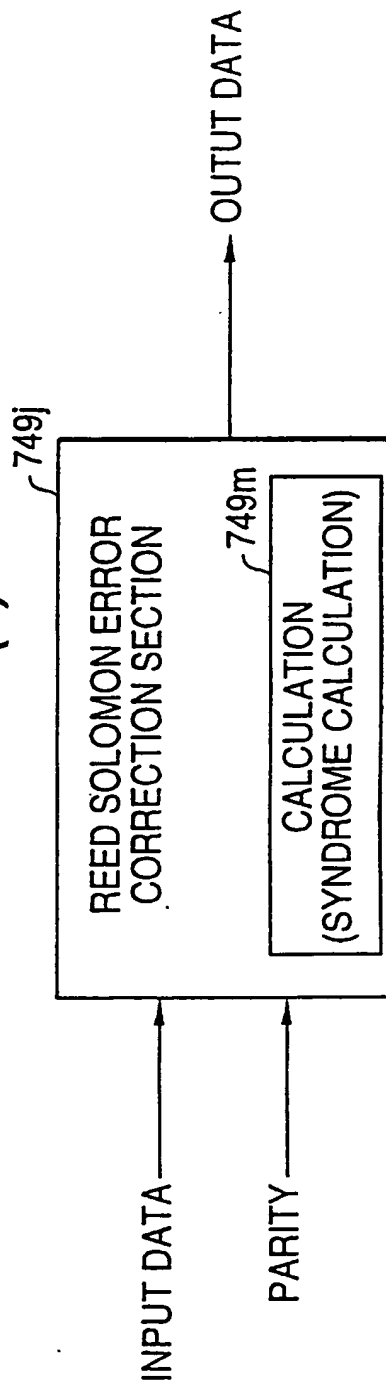 749j
REED SOLOMON ERROR
CORRECTION SECTION
749m
CALCULATION
(SYNDROME CALCULATION)
INPUT DATA
PARITY
OUTUT DATA